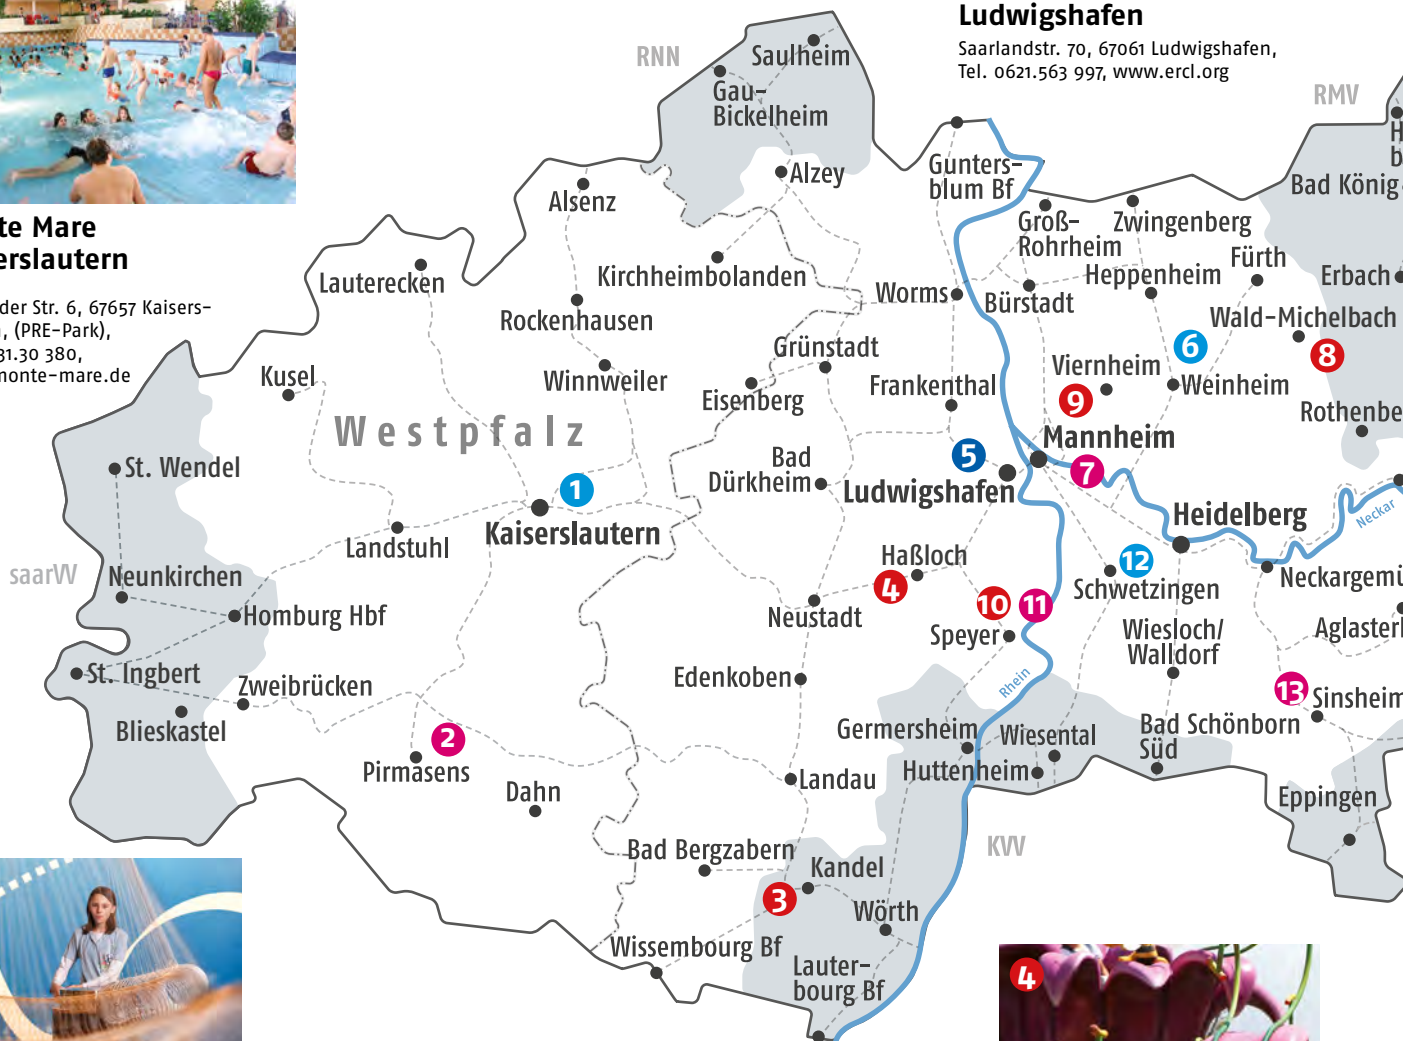 Ludwigshafen
Saarlandstr. 70, 67061 Ludwigshafen,
Tel. 0621.563 997, www.ercl.org
te Mare
erslautern
der Str. 6, 67657 Kaisers-
, (PRE-Park),
31.30 380,
monte-mare.de
RNN
Saulheim
Gau-
Bickelheim
Alzey
RMV
Bad König
Gunters-
blum Bf
Alsenz
Groß-
Rohrheim
Zwingenberg
Fürth
Erbach
Lauterecken
Kirchheimbolanden
Heppenheim
Worms
Bürstadt
Rockenhausen
Wald-Michelbach
8
6
Grünstadt
Viernheim
9
Weinheim
Kusel
Winnweiler
Eisenberg
Frankenthal
Rothenbe
Westpfalz
Mannheim
7
5
Ludwigshafen
Bad
Dürkheim
St. Wendel
1
Kaiserslautern
Landstuhl
Heidelberg
Neckar
saarVV
Neunkirchen
Homburg Hbf
Haßloch
4
12
Schwetzingen
Neckargemü
Neustadt
10
11
Speyer
Wiesloch/
Walldorf
Aglaster
St. Ingbert
Zweibrücken
Blieskastel
Edenkoben
Rhein
13
Sinsheim
2
Pirmasens
Germersheim
Wiesental
Bad Schönborn
Süd
Huttenheim
Dahn
Landau
Eppingen
KVV
Bad Bergzabern
Kandel
3
Wörth
Wissembourg Bf
Lauter-
bourg Bf
4